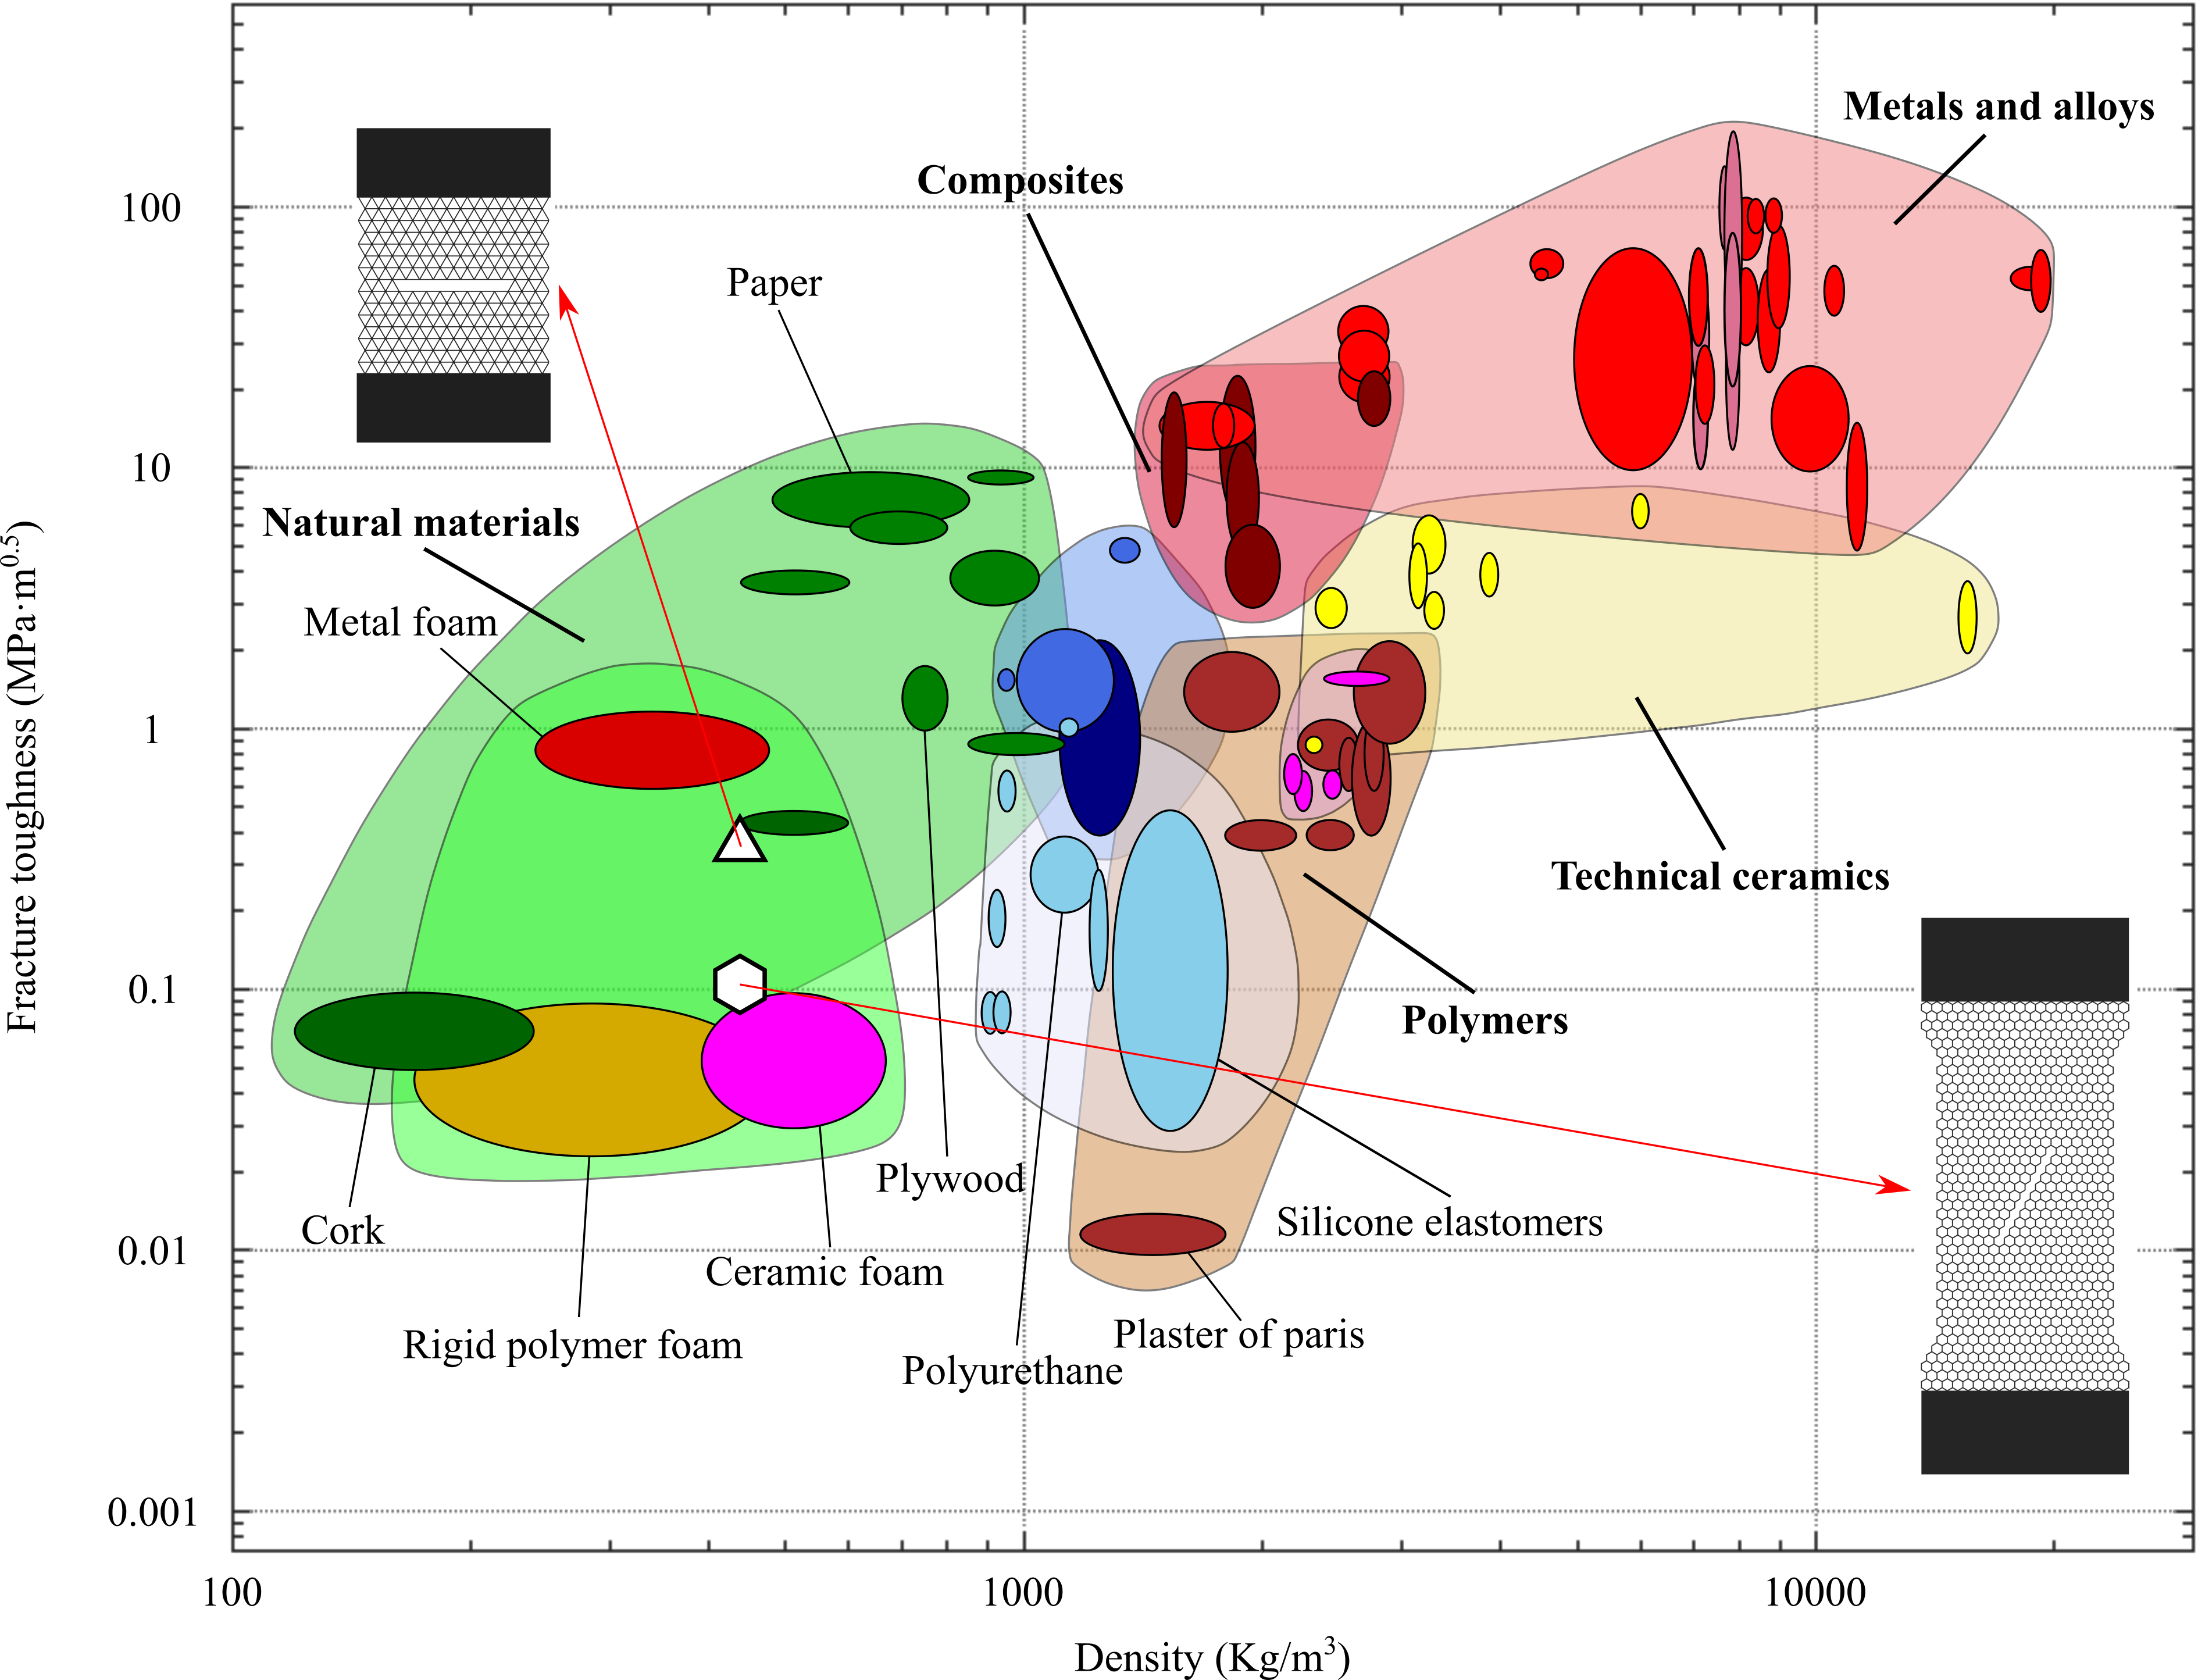 Metals and alloys
Composites
100
Paper
10
Natural materials
Metal foam
1
Technical ceramics
0.1
Polymers
Plywood
Silicone elastomers
Cork
0.01
Ceramic foam
Plaster of paris
Rigid polymer foam
Polyurethane
0.001
100
1000
10000
Density (Kg/m³)
Fracture toughness (MPa·m⁰·⁵)